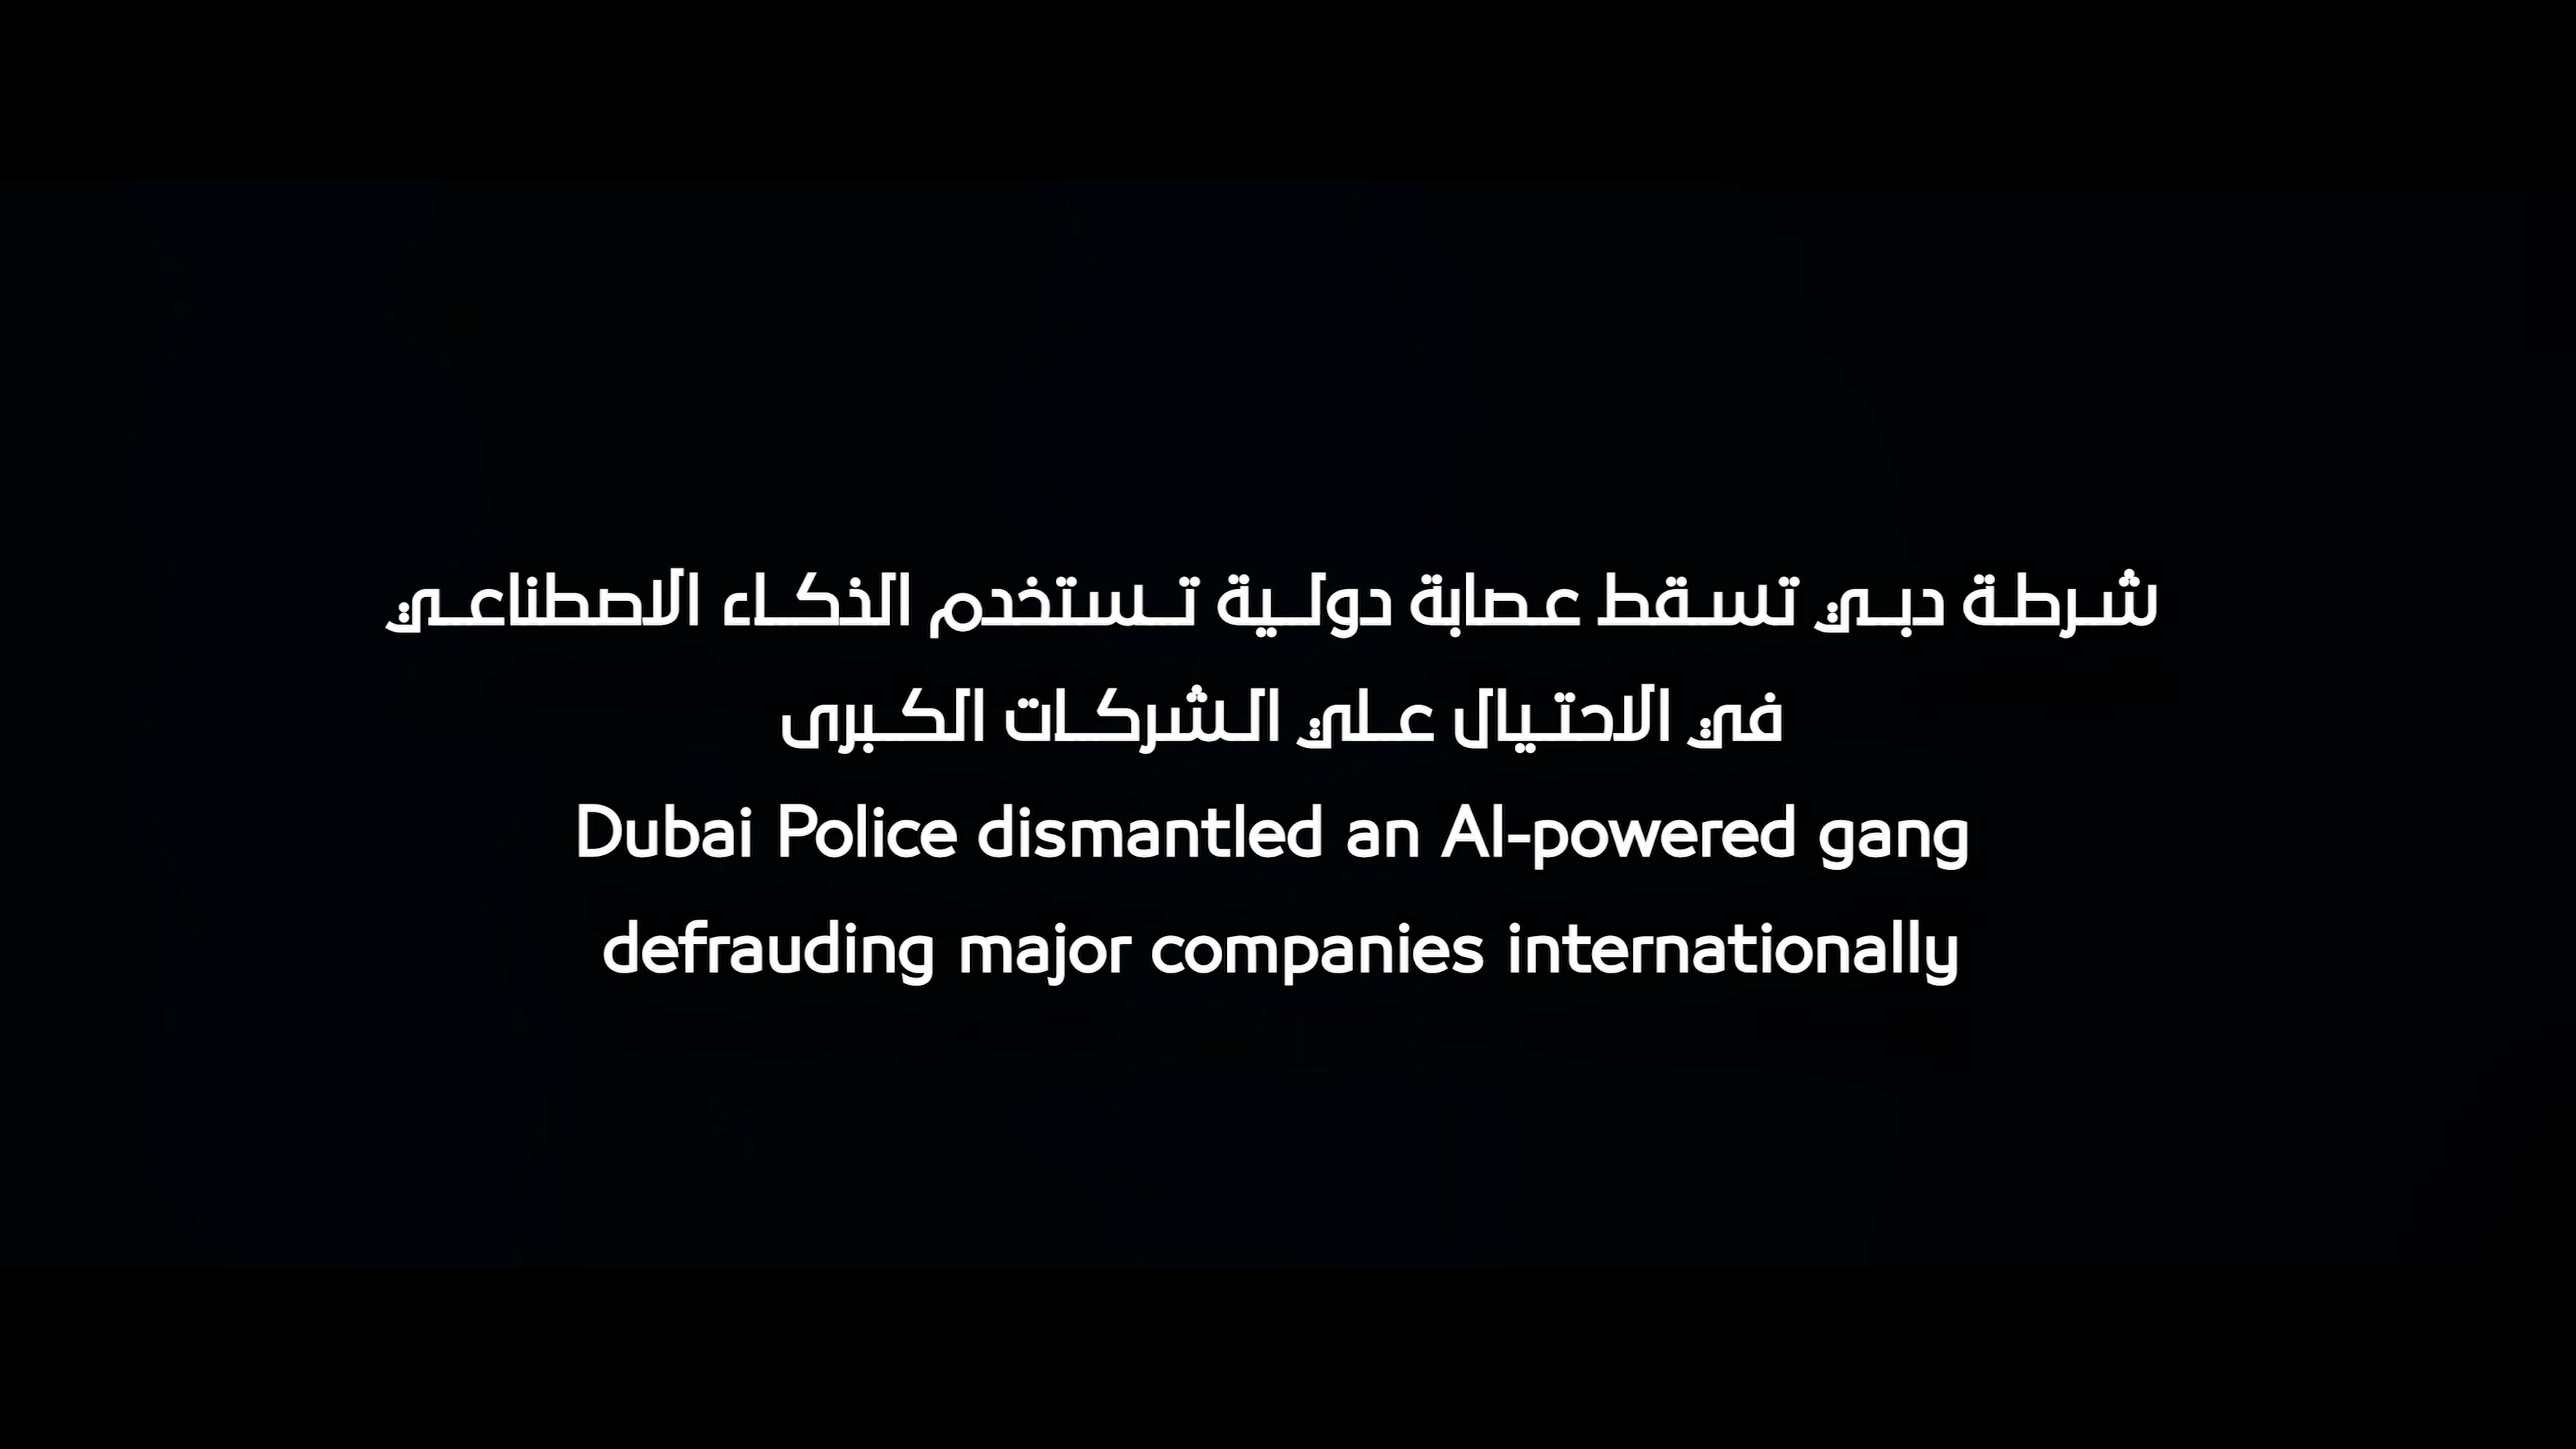 شرطة دبي تسقط عصابة دولية تستخدم الذكاء الاصطناعي
في الاحتيال علي الشركات الكبرى
Dubai Police dismantled an AI-powered gang
defrauding major companies internationally